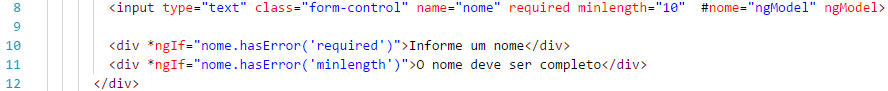 8 <input type="text" class="form-control" name="nome" required minlength="10"  #nome="ngModel" ngModel>
9
10 <div *ngIf="nome.hasError('required')">Informe um nome</div>
11 <div *ngIf="nome.hasError('minlength')">O nome deve ser completo</div>
12 </div>